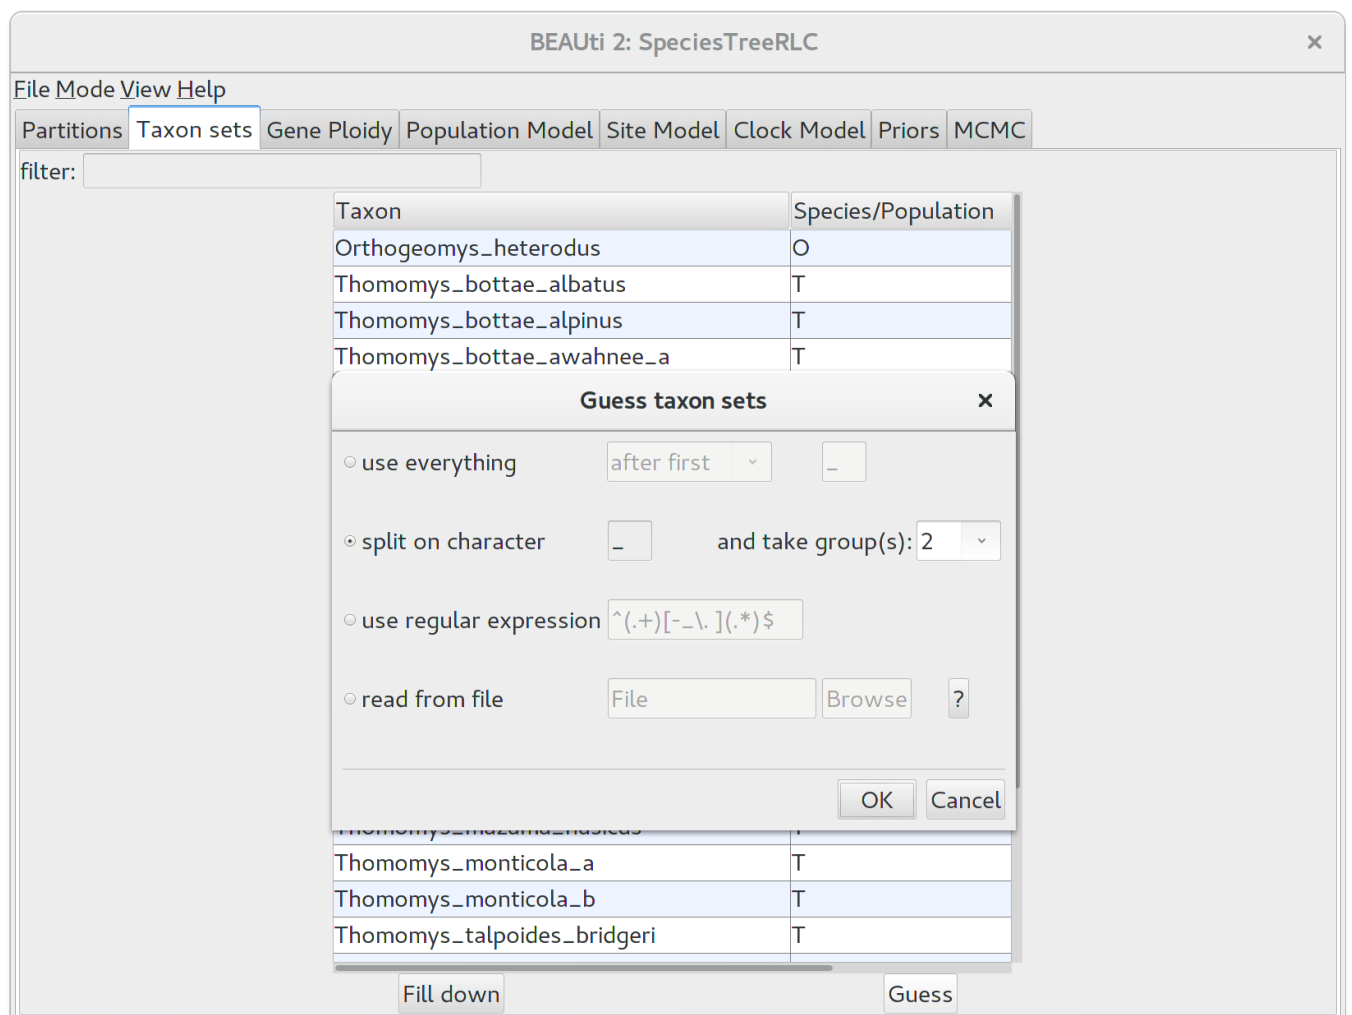 BEAUti 2: SpeciesTreeRLC ×
File Mode View Help
Partitions Taxon sets Gene Ploidy Population Model Site Model Clock Model Priors MCMC
filter:
Taxon Species/Population
Orthogeomys_heterodus O
Thomomys_bottae_albatus T
Thomomys_bottae_alpinus T
Thomomys_bottae_awahnee_a T
Guess taxon sets ×
use everything after first _
split on character _ and take group(s): 2
use regular expression ^(.+)[-_\. ](.*)$
read from file File Browse ?
OK Cancel
Thomomys_mazama_nasicus T
Thomomys_monticola_a T
Thomomys_monticola_b T
Thomomys_talpoides_bridgeri T
Fill down Guess